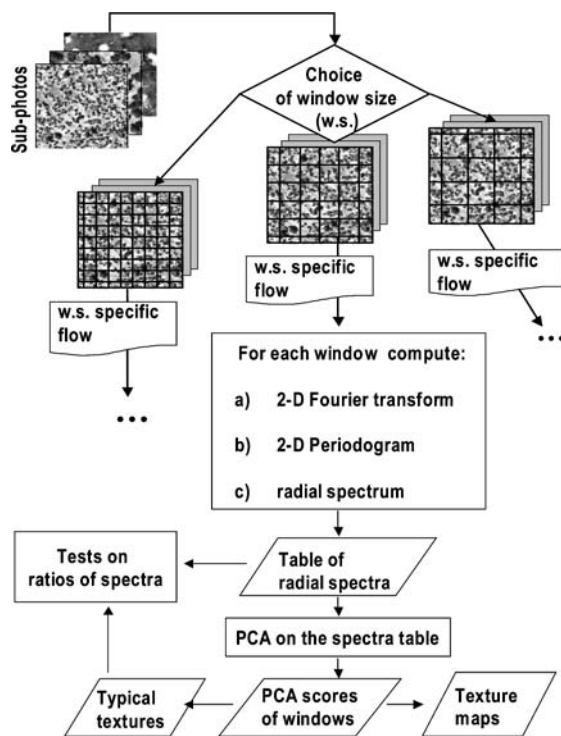 Sub-photos
Choice
of window size
(w.s.)
w.s. specific
flow
w.s. specific
flow
w.s. specific
flow
...
...
For each window compute:
a) 2-D Fourier transform
b) 2-D Periodogram
c) radial spectrum
Tests on
ratios of spectra
Table of
radial spectra
PCA on the spectra table
Typical
textures
PCA scores
of windows
Texture
maps